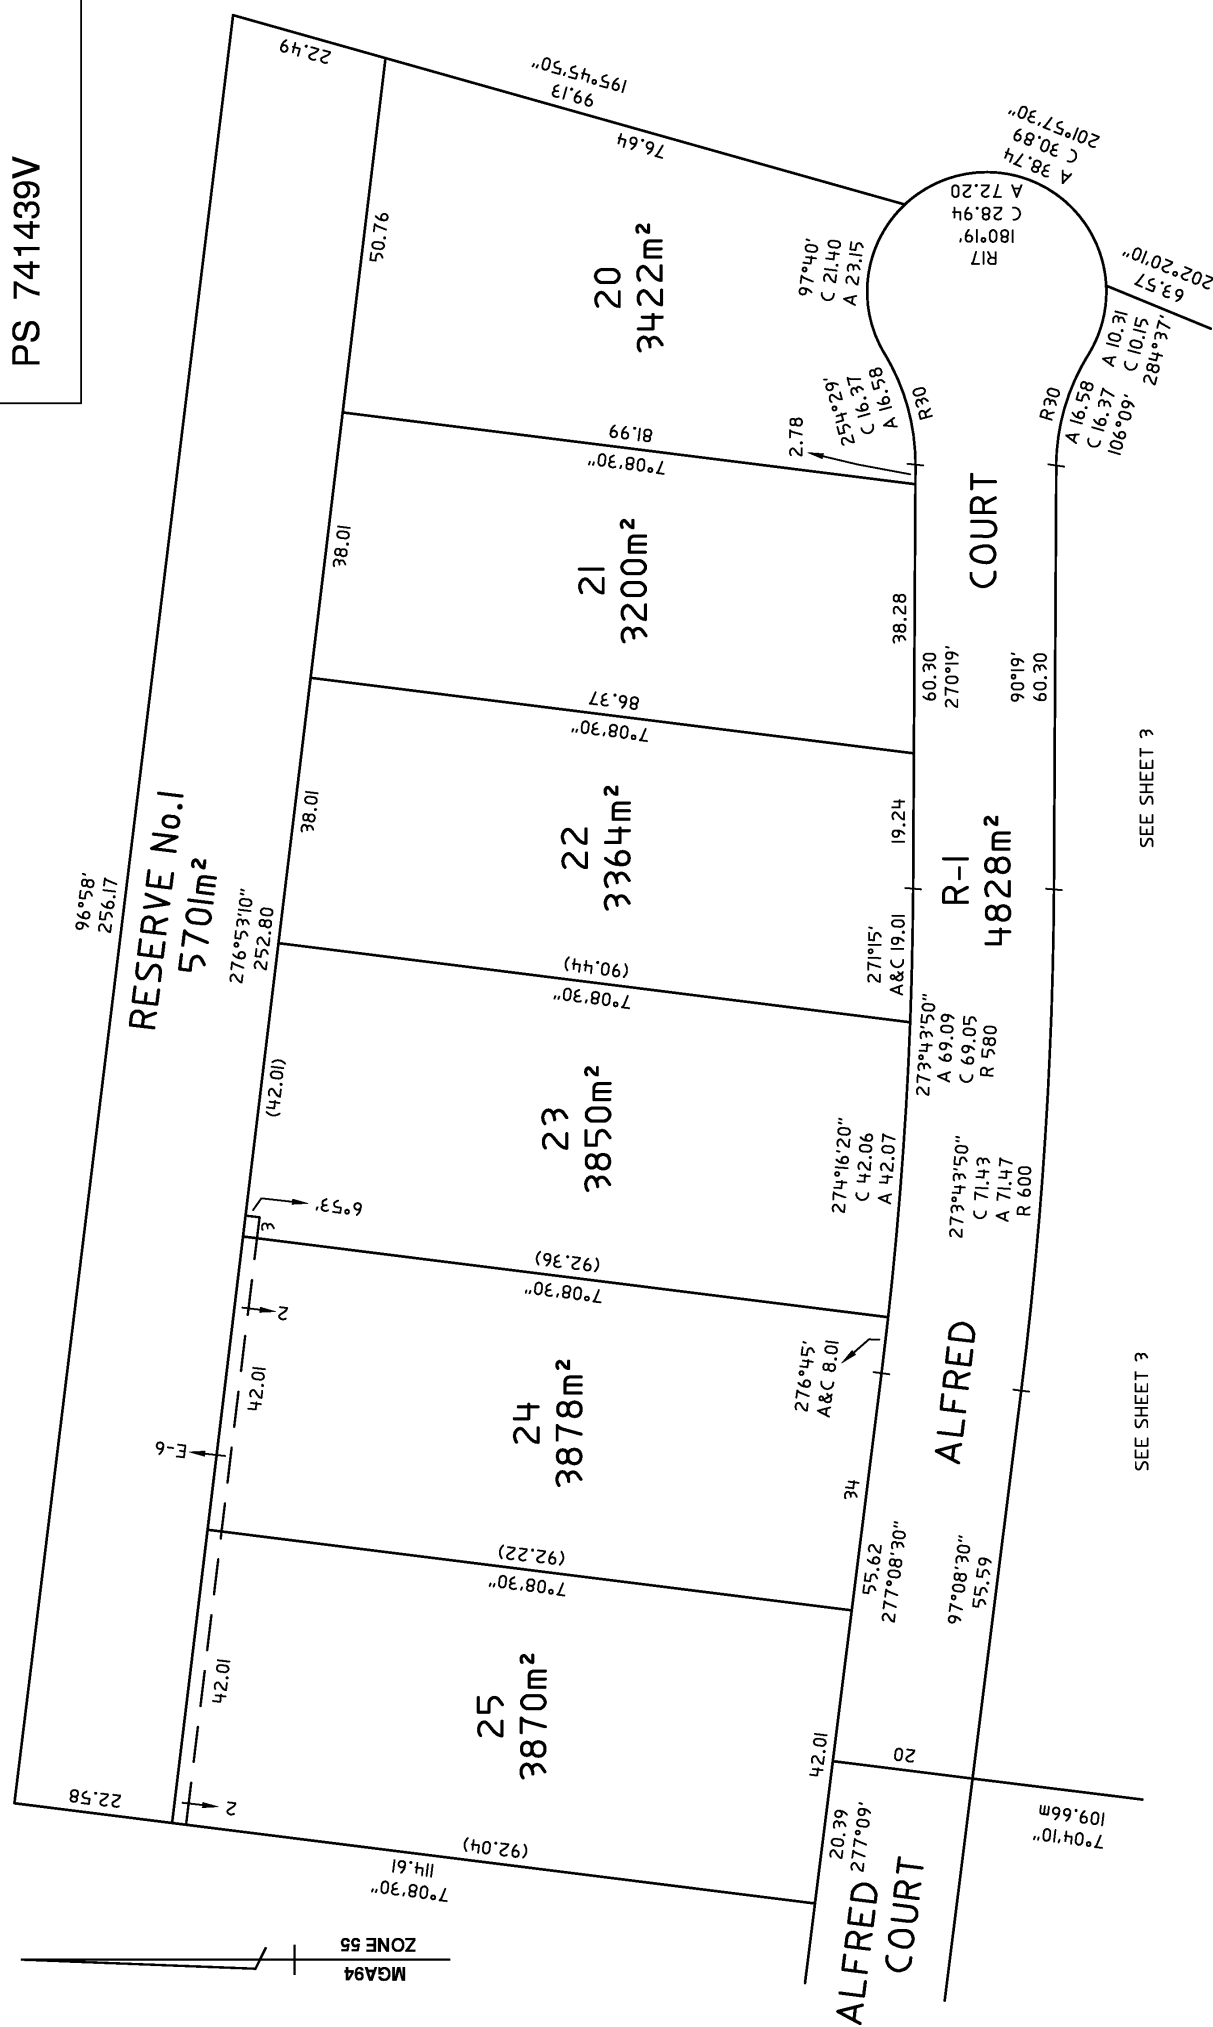 PS 741439V
22.49
195°45'50"
99.13
76.64
50.76
20
3422m²
97°40'
C 21.40
A 23.15
A 38.74
C 30.89
201°57'30"
R17
180°19'
C 28.94
A 72.20
63.57
202°20'10"
A 10.31
C 10.15
284°37'
254°29'
C 16.37
A 16.58
R30
R30
A 16.58
C 16.37
106°09'
2.78
81.99
7°08'30"
38.01
21
3200m²
38.28
60.30
270°19'
COURT
90°19'
60.30
86.37
7°08'30"
96°58'
256.17
RESERVE No.1
5701m²
276°53'10"
252.80
38.01
22
3364m²
19.24
R-1
4828m²
SEE SHEET 3
(90.44)
7°08'30"
271°15'
A&C 19.01
273°43'50"
A 69.09
C 69.05
R 580
(42.01)
23
3850m²
274°16'20"
C 42.06
A 42.07
273°43'50"
C 71.43
A 71.47
R 600
6°53'
3
(92.36)
7°08'30"
2
42.01
E-6
24
3878m²
276°45'
A&C 8.01
ALFRED
34
55.62
277°08'30"
97°08'30"
55.59
SEE SHEET 3
(92.22)
7°08'30"
42.01
25
3870m²
42.01
20
22.58
2
(92.04)
114.61
7°08'30"
20.39
277°09'
ALFRED
COURT
109.66m
7°04'10"
MGA94
ZONE 55